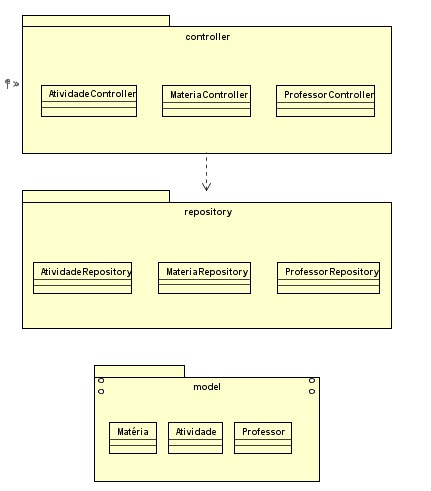 controller
AtividadeController
MateriaController
ProfessorController
repository
AtividadeRepository
MateriaRepository
ProfessorRepository
model
Matéria
Atividade
Professor